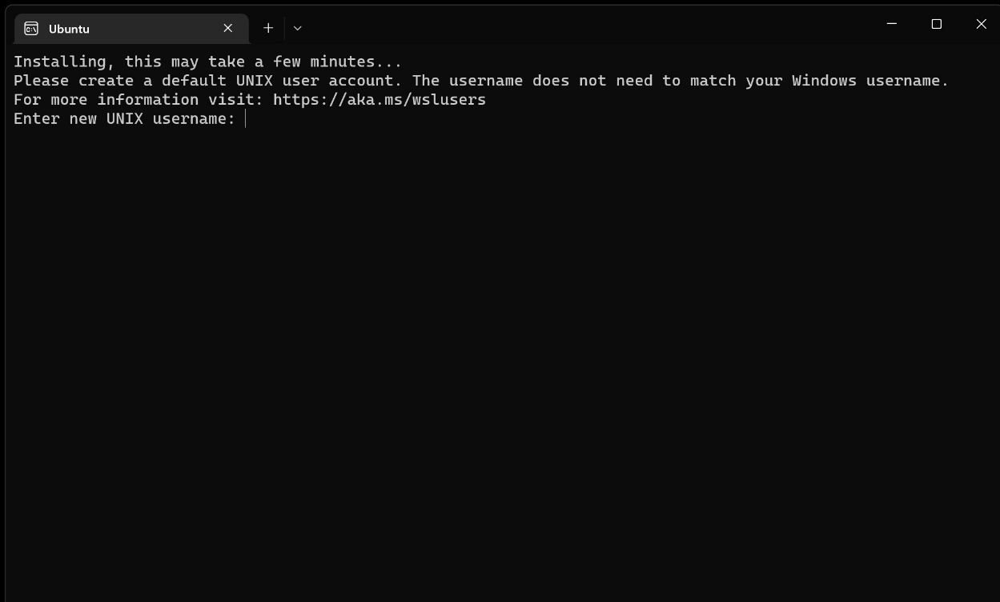 Ubuntu
Installing, this may take a few minutes...
Please create a default UNIX user account. The username does not need to match your Windows username.
For more information visit: https://aka.ms/wslusers
Enter new UNIX username: